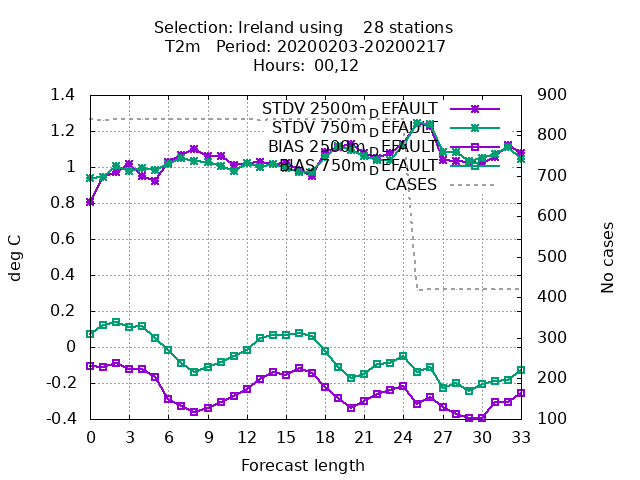 Selection: Ireland using    28 stations
T2m   Period: 20200203-20200217
Hours:  00,12
STDV 2500m_DEFAULT
STDV 750m_DEFAULT
BIAS 2500m_DEFAULT
BIAS 750m_DEFAULT
CASES
1.4
1.2
1
0.8
0.6
0.4
0.2
0
-0.2
-0.4
deg C
900
800
700
600
500
400
300
200
100
No cases
0 3 6 9 12 15 18 21 24 27 30 33
Forecast length